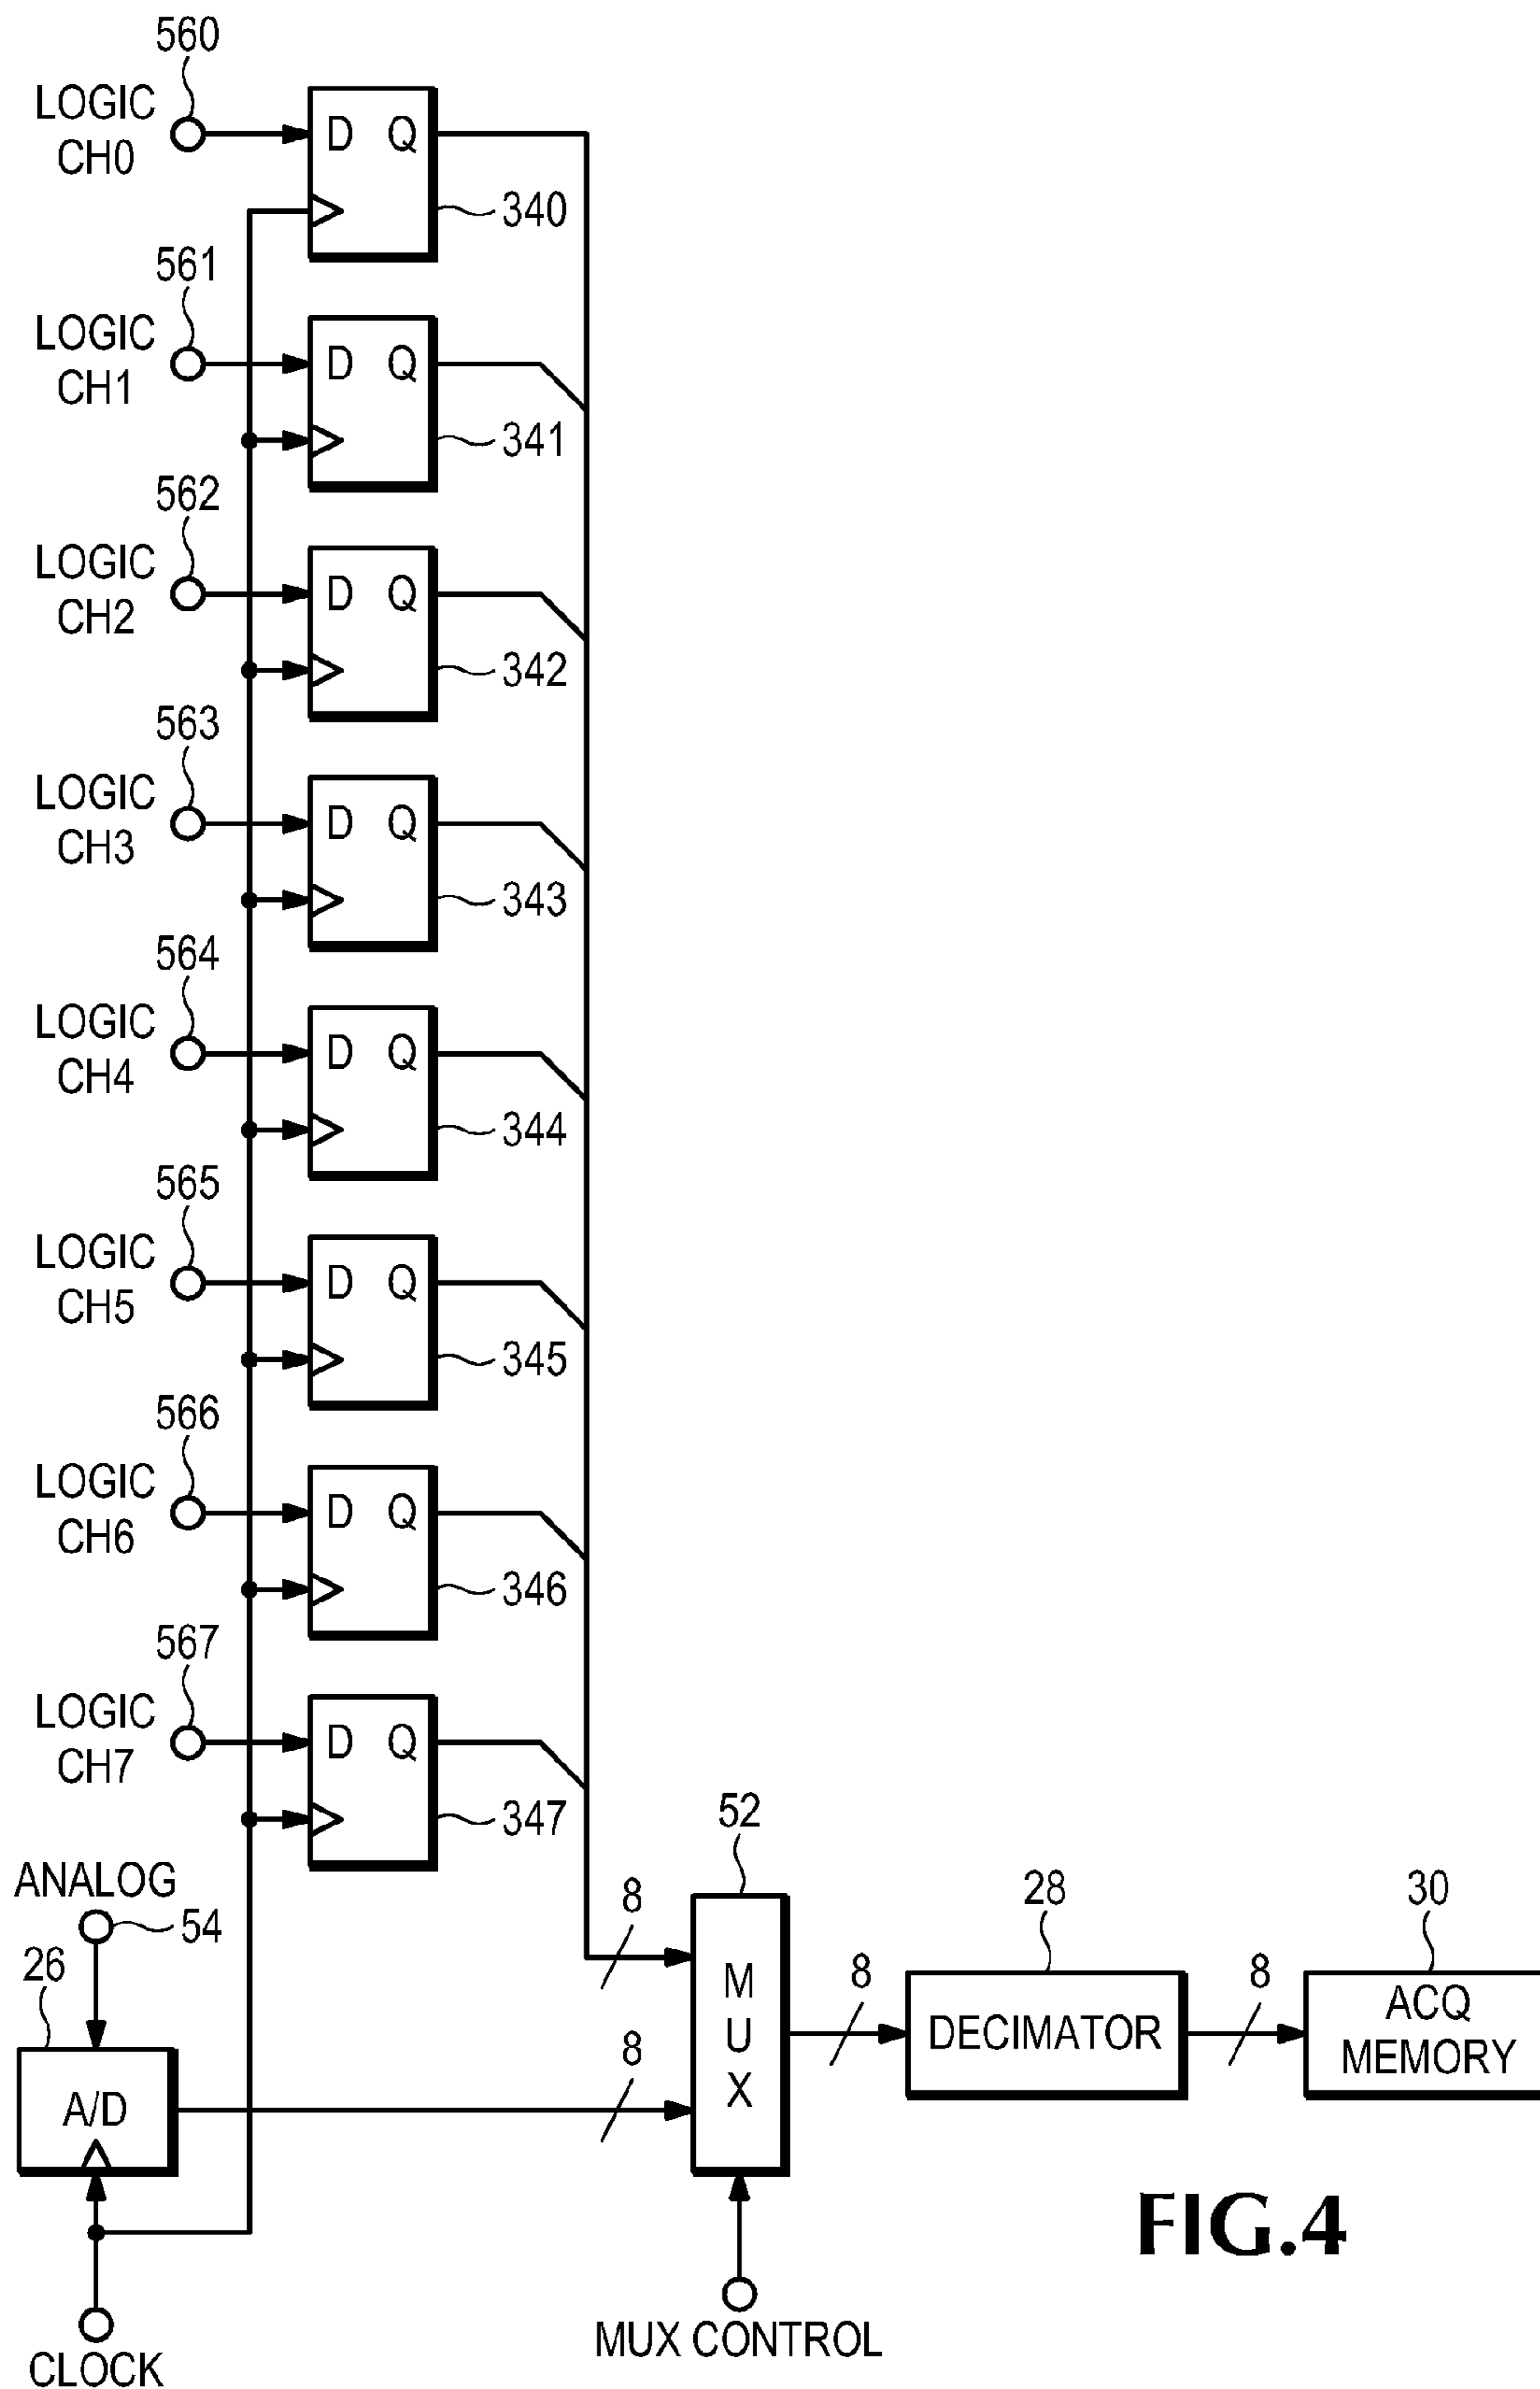 560
LOGIC
CH0
D Q
340
561
LOGIC
CH1
D Q
341
562
LOGIC
CH2
D Q
342
563
LOGIC
CH3
D Q
343
564
LOGIC
CH4
D Q
344
565
LOGIC
CH5
D Q
345
566
LOGIC
CH6
D Q
346
567
LOGIC
CH7
D Q
347
ANALOG
54
26
A/D
CLOCK
8
8
52
M
U
X
MUX CONTROL
8
28
DECIMATOR
8
30
ACQ
MEMORY
FIG.4